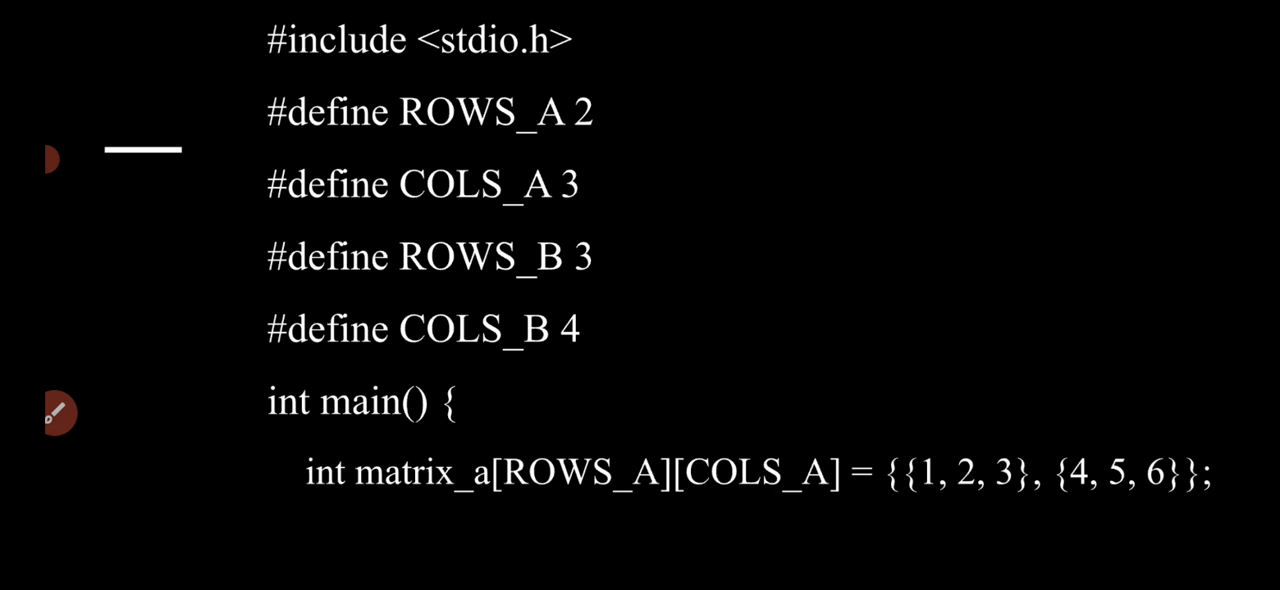 #include <stdio.h>
#define ROWS_A 2
#define COLS_A 3
#define ROWS_B 3
#define COLS_B 4
int main() {
int matrix_a[ROWS_A][COLS_A] = {{1, 2, 3}, {4, 5, 6}};